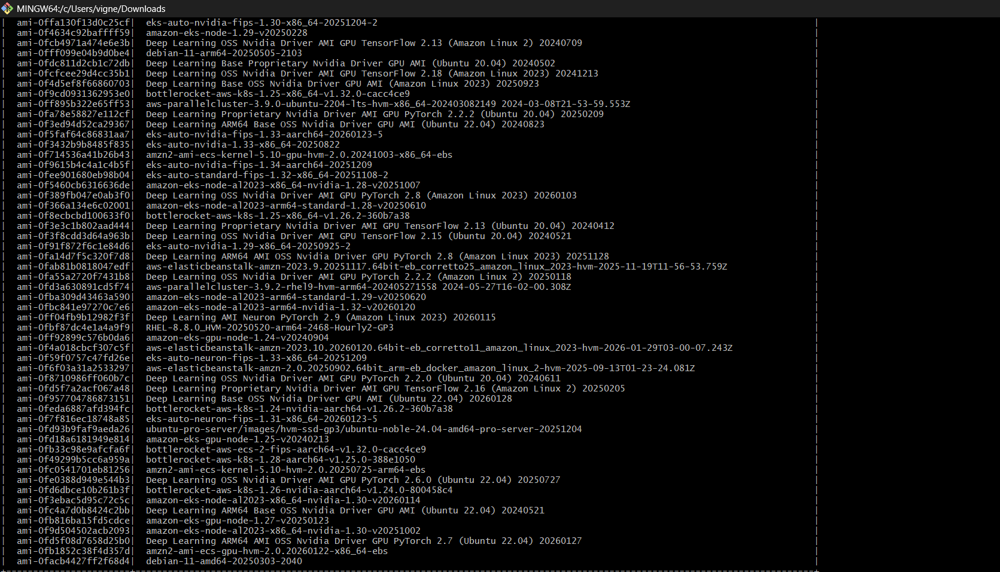 MINGW64:/c/Users/vigne/Downloads
| ami-0ffa130f13d0c25cf| eks-auto-nvidia-fips-1.30-x86_64-20251204-2 |
| ami-0f4634c92baffff59| amazon-eks-node-1.29-v20250228 |
| ami-0fcb4971a474e6e3b| Deep Learning OSS Nvidia Driver AMI GPU TensorFlow 2.13 (Amazon Linux 2) 20240709 |
| ami-0fff099e04b9d0be4| debian-11-arm64-20250505-2103 |
| ami-0fdc811d2cb1c72db| Deep Learning Base Proprietary Nvidia Driver GPU AMI (Ubuntu 20.04) 20240502 |
| ami-0fcfcee29d4cc35b1| Deep Learning OSS Nvidia Driver AMI GPU TensorFlow 2.18 (Amazon Linux 2023) 20241213 |
| ami-0f4d5ef8f66860703| Deep Learning Base OSS Nvidia Driver GPU AMI (Amazon Linux 2023) 20250923 |
| ami-0f9cd0931362953e0| bottlerocket-aws-k8s-1.25-x86_64-v1.32.0-cacc4ce9 |
| ami-0ff895b322e65ff53| aws-parallelcluster-3.9.0-ubuntu-2204-lts-hvm-x86_64-202403082149 2024-03-08T21-53-59.553Z |
| ami-0fa78e58827e112cf| Deep Learning Proprietary Nvidia Driver AMI GPU PyTorch 2.2.2 (Ubuntu 20.04) 20250209 |
| ami-0f3ed94d52ca29367| Deep Learning ARM64 Base OSS Nvidia Driver GPU AMI (Ubuntu 22.04) 20240823 |
| ami-0f5faf64c86831aa7| eks-auto-nvidia-fips-1.33-aarch64-20260123-5 |
| ami-0f3432b9b8485f835| eks-auto-nvidia-1.33-x86_64-20250822 |
| ami-0f714536a41b26b43| amzn2-ami-ecs-kernel-5.10-gpu-hvm-2.0.20241003-x86_64-ebs |
| ami-0f9615b4c4a1c4b5f| eks-auto-nvidia-fips-1.34-aarch64-20251209 |
| ami-0fee901680eb98b04| eks-auto-standard-fips-1.32-x86_64-20251108-2 |
| ami-0f5460cb6316636de| amazon-eks-node-al2023-x86_64-nvidia-1.28-v20251007 |
| ami-0f389fb047e0ab3f0| Deep Learning OSS Nvidia Driver AMI GPU PyTorch 2.8 (Amazon Linux 2023) 20260103 |
| ami-0f366a134e6c02001| amazon-eks-node-al2023-arm64-standard-1.28-v20250610 |
| ami-0f8ecbcbd100633f0| bottlerocket-aws-k8s-1.25-x86_64-v1.26.2-360b7a38 |
| ami-0f3e3c1b802aad444| Deep Learning Proprietary Nvidia Driver AMI GPU TensorFlow 2.13 (Ubuntu 20.04) 20240412 |
| ami-0f3f8cdd3d64a963b| Deep Learning OSS Nvidia Driver AMI GPU TensorFlow 2.15 (Ubuntu 20.04) 20240521 |
| ami-0f91f872f6c1e84d6| eks-auto-nvidia-1.29-x86_64-20250925-2 |
| ami-0fa14d7f5c320f7d8| Deep Learning ARM64 AMI OSS Nvidia Driver GPU PyTorch 2.8 (Amazon Linux 2023) 20251128 |
| ami-0fab81b0818047edf| aws-elasticbeanstalk-amzn-2023.9.20251117.64bit-eb_corretto25_amazon_linux_2023-hvm-2025-11-19T11-56-53.759Z |
| ami-0fa55a2720f7431b8| Deep Learning OSS Nvidia Driver AMI GPU PyTorch 2.2.2 (Amazon Linux 2) 20250118 |
| ami-0fd3a630891cd5f74| aws-parallelcluster-3.9.2-rhel9-hvm-arm64-202405271558 2024-05-27T16-02-00.308Z |
| ami-0fba309d43463a590| amazon-eks-node-al2023-arm64-standard-1.29-v20250620 |
| ami-0fbc841e97270c7e6| amazon-eks-node-al2023-arm64-nvidia-1.32-v20260120 |
| ami-0ff04fb9b12982f3f| Deep Learning AMI Neuron PyTorch 2.9 (Amazon Linux 2023) 20260115 |
| ami-0fbf87dc4e1a4a9f9| RHEL-8.8.0_HVM-20250520-arm64-2468-Hourly2-GP3 |
| ami-0ff92899c576b0da6| amazon-eks-gpu-node-1.24-v20240904 |
| ami-0f4a018cbcf307c5f| aws-elasticbeanstalk-amzn-2023.10.20260120.64bit-eb_corretto11_amazon_linux_2023-hvm-2026-01-29T03-00-07.243Z |
| ami-0f59f0757c47fd26e| eks-auto-neuron-fips-1.33-x86_64-20251209 |
| ami-0f6f03a31a2533297| aws-elasticbeanstalk-amzn-2.0.20250902.64bit_arm-eb_docker_amazon_linux_2-hvm-2025-09-13T01-23-24.081Z |
| ami-0f8710986ff060b7c| Deep Learning OSS Nvidia Driver AMI GPU PyTorch 2.2.0 (Ubuntu 20.04) 20240611 |
| ami-0fd5f7a2acf067a48| Deep Learning Proprietary Nvidia Driver AMI GPU TensorFlow 2.16 (Amazon Linux 2) 20250205 |
| ami-0f957704786873151| Deep Learning Base OSS Nvidia Driver GPU AMI (Ubuntu 22.04) 20260128 |
| ami-0feda6887afd394fc| bottlerocket-aws-k8s-1.24-nvidia-aarch64-v1.26.2-360b7a38 |
| ami-0f7f816ec18748a85| eks-auto-neuron-fips-1.31-x86_64-20260123-5 |
| ami-0fd93b9faf9aeda26| ubuntu-pro-server/images/hvm-ssd-gp3/ubuntu-noble-24.04-amd64-pro-server-20251204 |
| ami-0fd18a6181949e814| amazon-eks-gpu-node-1.25-v20240213 |
| ami-0fb33c98e9afcfa6f| bottlerocket-aws-ecs-2-fips-aarch64-v1.32.0-cacc4ce9 |
| ami-0f49299b5cc6a959a| bottlerocket-aws-k8s-1.28-aarch64-v1.25.0-388e1050 |
| ami-0fc0541701eb81256| amzn2-ami-ecs-kernel-5.10-hvm-2.0.20250725-arm64-ebs |
| ami-0fe0388d949e544b3| Deep Learning OSS Nvidia Driver AMI GPU PyTorch 2.6.0 (Ubuntu 22.04) 20250727 |
| ami-0fd6dbce10b261b3f| bottlerocket-aws-k8s-1.26-nvidia-aarch64-v1.24.0-800458c4 |
| ami-0f3ebac5d95c72c5c| amazon-eks-node-al2023-x86_64-nvidia-1.30-v20260114 |
| ami-0fc4a7d0b8424c2bb| Deep Learning ARM64 Base OSS Nvidia Driver GPU AMI (Ubuntu 22.04) 20240521 |
| ami-0fb816ba15fd5cdce| amazon-eks-gpu-node-1.27-v20250123 |
| ami-0f9d504502acb2093| amazon-eks-node-al2023-x86_64-nvidia-1.30-v20251002 |
| ami-0fd5f08d7658d25b0| Deep Learning ARM64 AMI OSS Nvidia Driver GPU PyTorch 2.7 (Ubuntu 22.04) 20260127 |
| ami-0fb1852c38f4d357d| amzn2-ami-ecs-gpu-hvm-2.0.20260122-x86_64-ebs |
| ami-0facb4427ff2f68d4| debian-11-amd64-20250303-2040 |